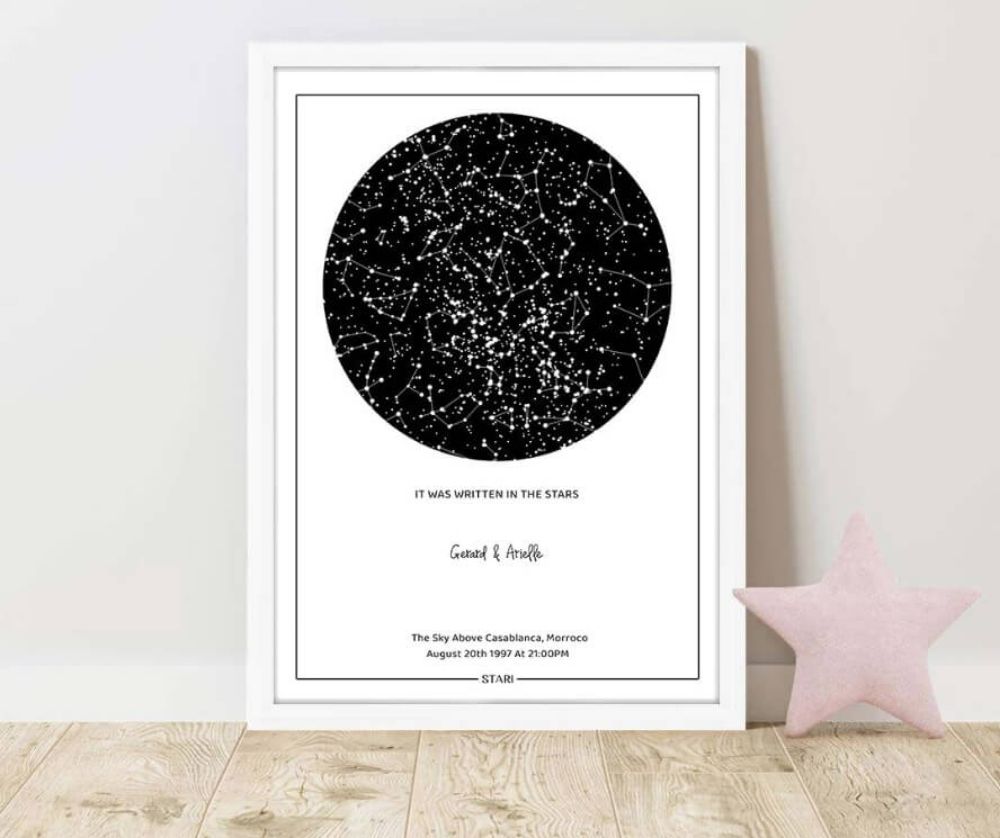 IT WAS WRITTEN IN THE STARS
Gerard & Arielle
The Sky Above Casablanca, Morroco
August 20th 1997 At 21:00PM
STARI